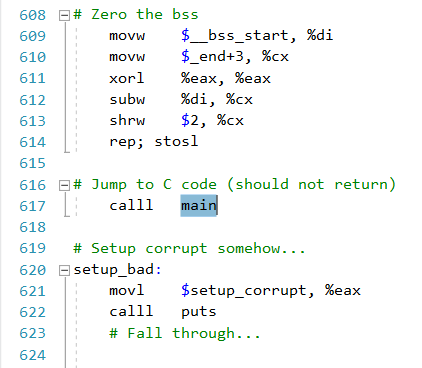 608 # Zero the bss
609 movw $__bss_start, %di
610 movw $_end+3, %cx
611 xorl %eax, %eax
612 subw %di, %cx
613 shrw $2, %cx
614 rep; stosl
615
616 # Jump to C code (should not return)
617 calll main
618
619 # Setup corrupt somehow...
620 setup_bad:
621 movl $setup_corrupt, %eax
622 calll puts
623 # Fall through...
624